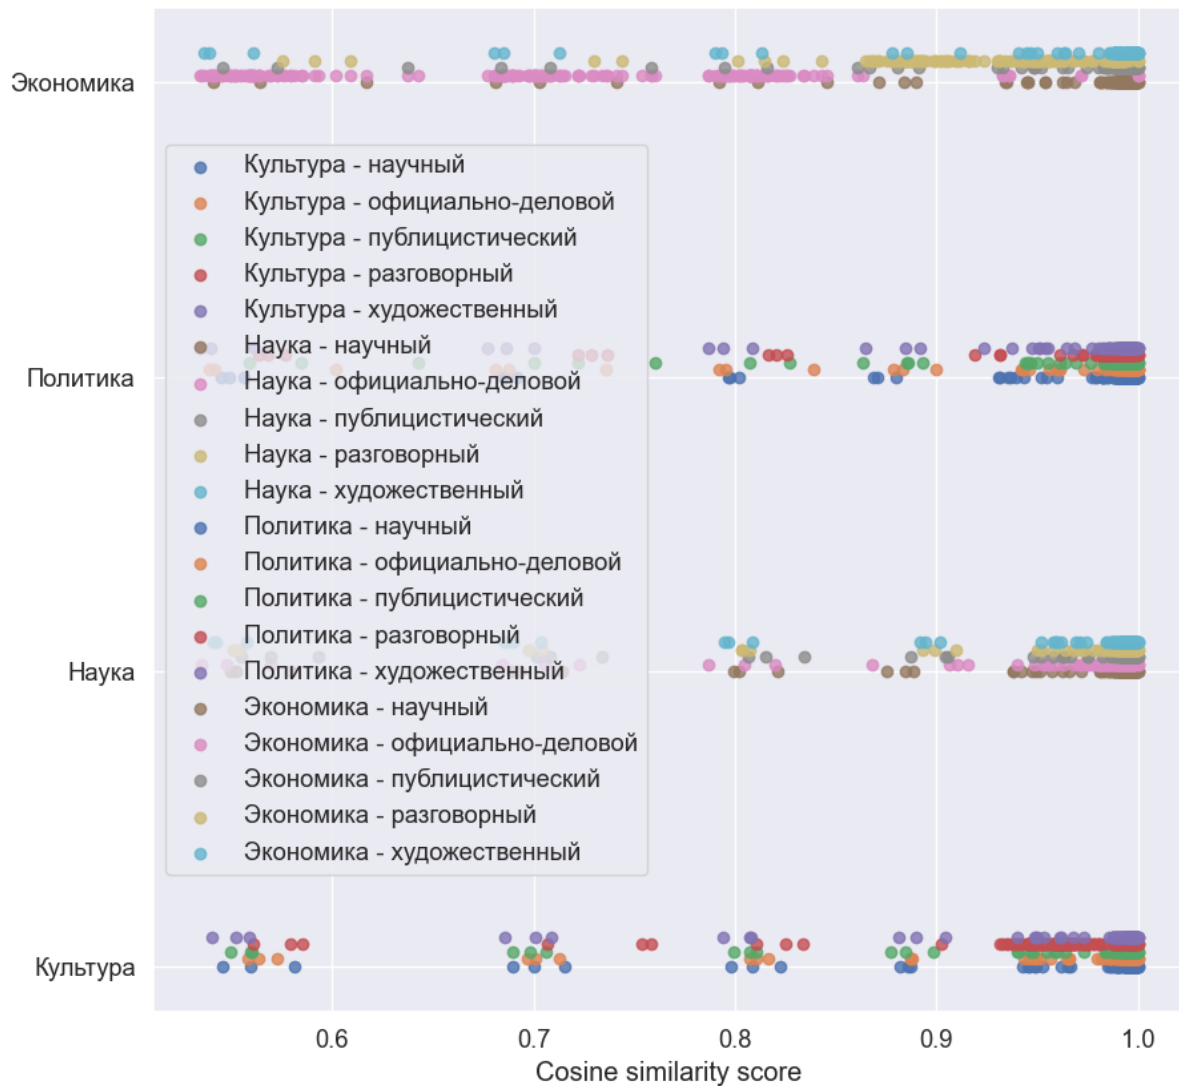 Экономика
Политика
Наука
Культура
Культура - научный
Культура - официально-деловой
Культура - публицистический
Культура - разговорный
Культура - художественный
Наука - научный
Наука - официально-деловой
Наука - публицистический
Наука - разговорный
Наука - художественный
Политика - научный
Политика - официально-деловой
Политика - публицистический
Политика - разговорный
Политика - художественный
Экономика - научный
Экономика - официально-деловой
Экономика - публицистический
Экономика - разговорный
Экономика - художественный
0.6 0.7 0.8 0.9 1.0
Cosine similarity score